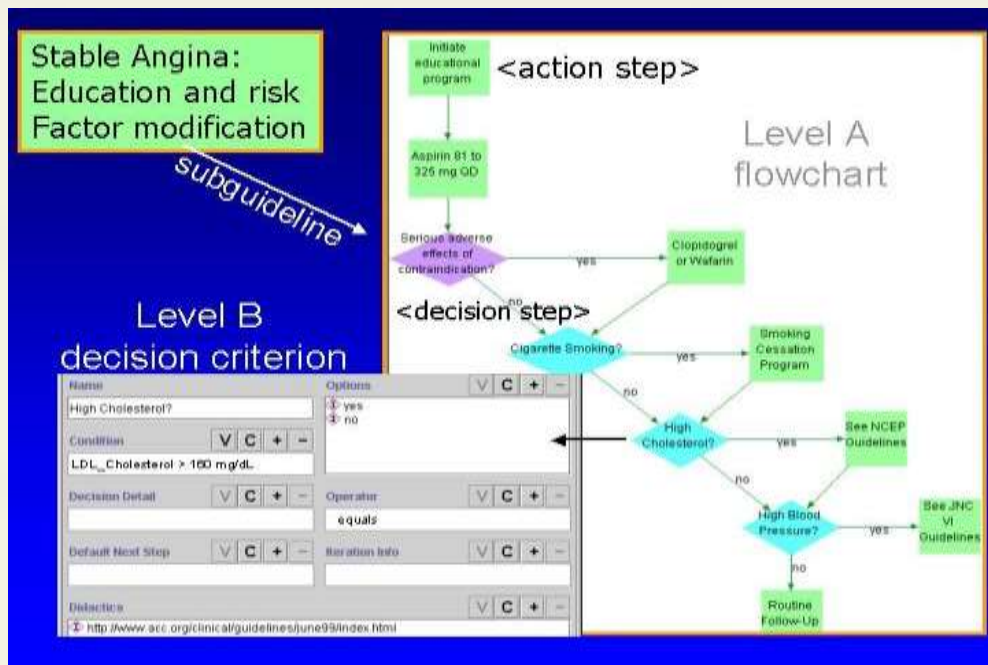 Stable Angina:
Education and risk
Factor modification
subguideline
Initiate
educational
program
<action step>
Level A
flowchart
Aspirin 81 to
325 mg QD
Serious adverse
effects of
contraindication?
yes
Clopidogrel
or Wafarin
no
<decision step>
Cigarette Smoking?
yes
Smoking
Cessation
Program
no
High
Cholesterol?
yes
See NCEP
Guidelines
no
High Blood
Pressure?
yes
See JNC
VI
Guidelines
no
Routine
Follow-Up
Level B
decision criterion
Name
High Cholesterol?
Options V C + -
yes
no
Condition V C + -
LDL_Cholesterol > 160 mg/dL
Decision Detail V C + -
Operator V C + -
equals
Default Next Step V C + -
Iteration Info V C + -
Didactics V C + -
http://www.acc.org/clinical/guidelines/june99/index.html